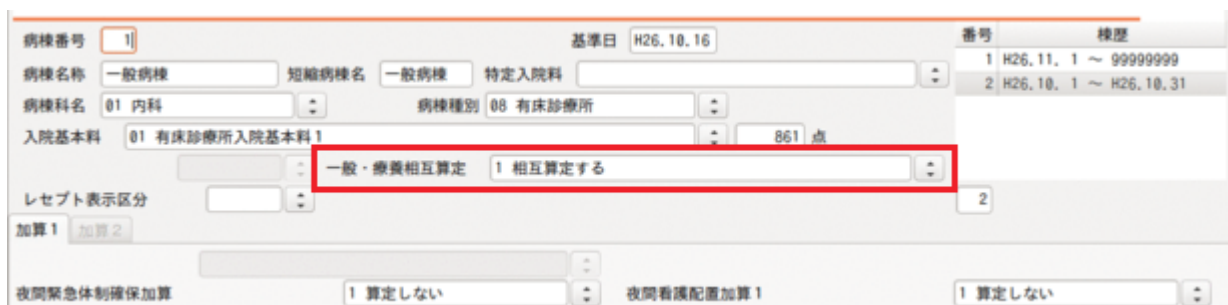 病棟番号 1 基準日 H26.10.16 番号 棟歴
1 H26.11. 1 ～ 99999999
病棟名称 一般病棟 短縮病棟名 一般病棟 特定入院料
2 H26.10. 1 ～ H26.10.31
病棟科名 01 内科 病棟種別 08 有床診療所
入院基本料 01 有床診療所入院基本料1 861 点
一般・療養相互算定 1 相互算定する
レセプト表示区分 2
加算1 加算2
夜間緊急体制確保加算 1 算定しない 夜間看護配置加算1 1 算定しない